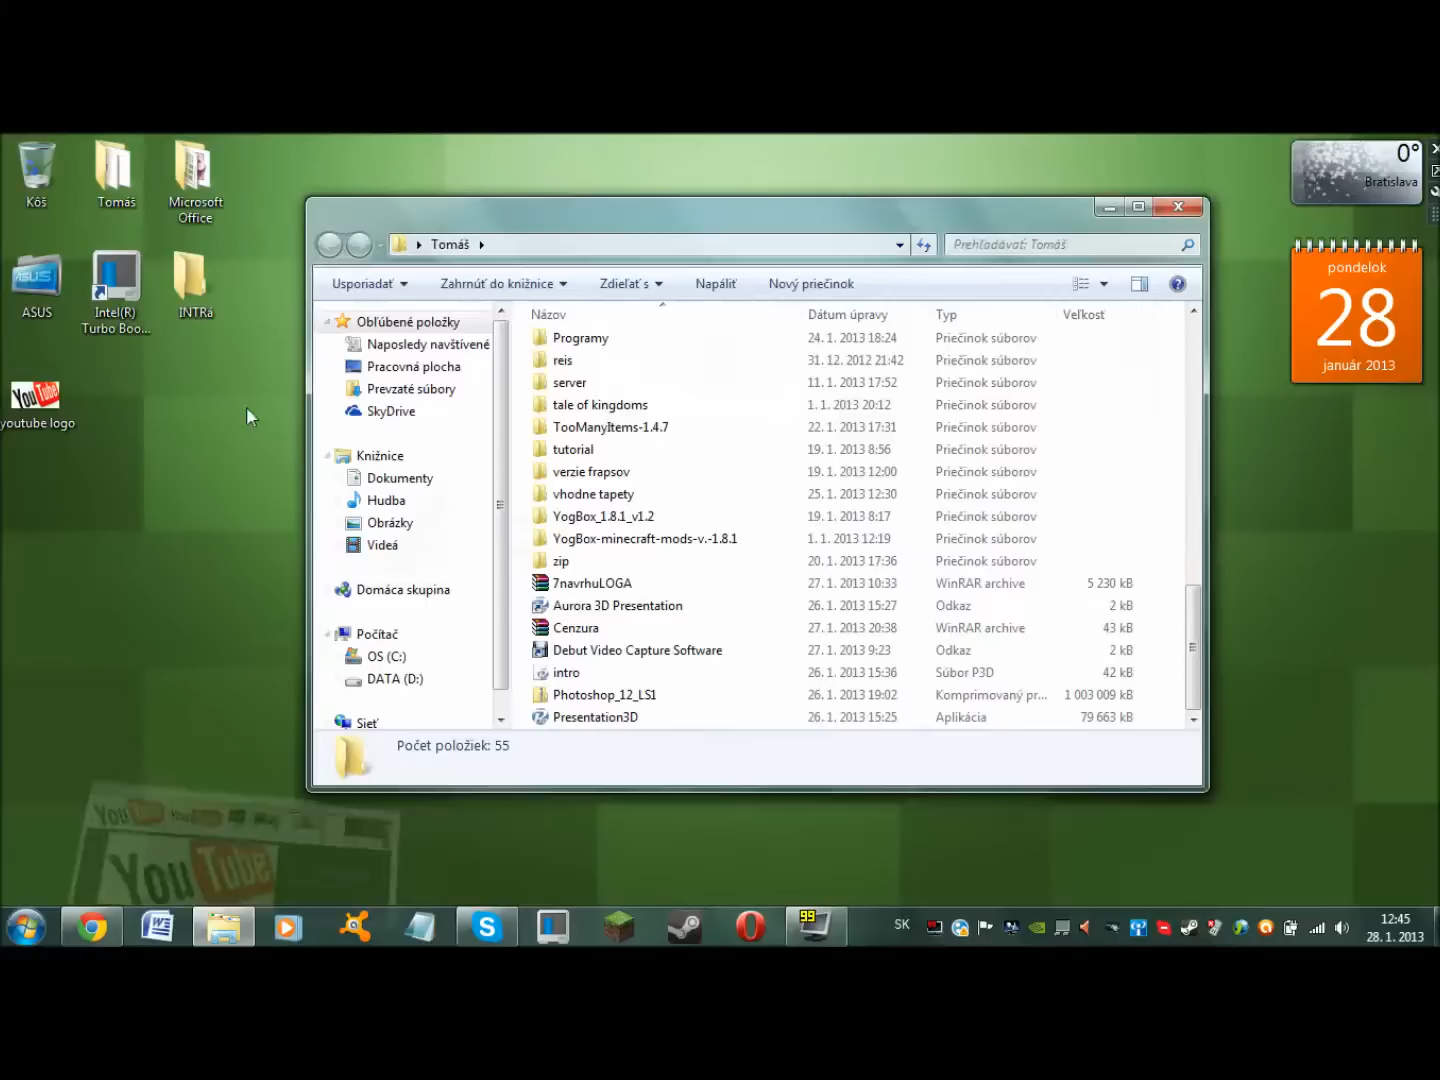 Kôš
Tomáš
Microsoft
Office
ASUS
ASUS
Intel(R)
Turbo Boo...
INTRá
YouTube
youtube logo
0°
Bratislava
pondelok
28
január 2013
Tomáš
Prehľadávať: Tomáš
Usporiadať
Zahrnúť do knižnice
Zdieľať s
Napáliť
Nový priečinok
Obľúbené položky
Naposledy navštívené
Pracovná plocha
Prevzaté súbory
SkyDrive
Knižnice
Dokumenty
Hudba
Obrázky
Videá
Domáca skupina
Počítač
OS (C:)
DATA (D:)
Sieť
Názov Dátum úpravy Typ Veľkosť
Programy 24. 1. 2013 18:24 Priečinok súborov
reis 31. 12. 2012 21:42 Priečinok súborov
server 11. 1. 2013 17:52 Priečinok súborov
tale of kingdoms 1. 1. 2013 20:12 Priečinok súborov
TooManyItems-1.4.7 22. 1. 2013 17:31 Priečinok súborov
tutorial 19. 1. 2013 8:56 Priečinok súborov
verzie frapsov 19. 1. 2013 12:00 Priečinok súborov
vhodne tapety 25. 1. 2013 12:30 Priečinok súborov
YogBox_1.8.1_v1.2 19. 1. 2013 8:17 Priečinok súborov
YogBox-minecraft-mods-v.-1.8.1 1. 1. 2013 12:19 Priečinok súborov
zip 20. 1. 2013 17:36 Priečinok súborov
7navrhuLOGA 27. 1. 2013 10:33 WinRAR archive 5 230 kB
Aurora 3D Presentation 26. 1. 2013 15:27 Odkaz 2 kB
Cenzura 27. 1. 2013 20:38 WinRAR archive 43 kB
Debut Video Capture Software 27. 1. 2013 9:23 Odkaz 2 kB
intro 26. 1. 2013 15:36 Súbor P3D 42 kB
Photoshop_12_LS1 26. 1. 2013 19:02 Komprimovaný pr... 1 003 009 kB
Presentation3D 26. 1. 2013 15:25 Aplikácia 79 663 kB
Počet položiek: 55
YouTube
YouTube
99
SK
12:45
28. 1. 2013